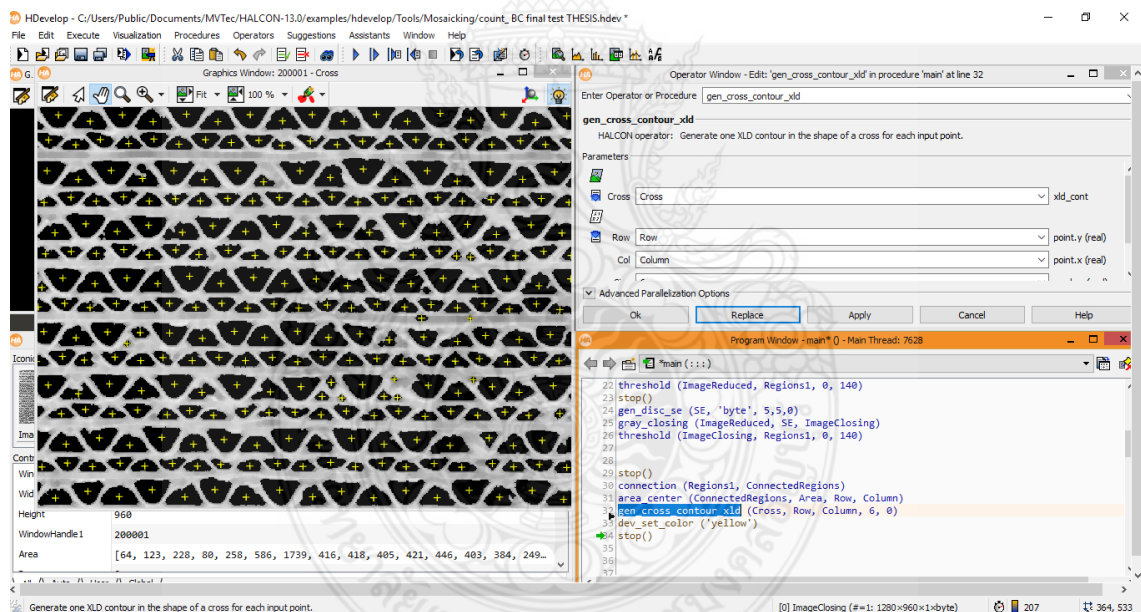 HDevelop - C:/Users/Public/Documents/MVTec/HALCON-13.0/examples/hdevelop/Tools/Mosaicking/count_ BC final test THESIS.hdev *
File Edit Execute Visualization Procedures Operators Suggestions Assistants Window Help
G.
Graphics Window: 200001 - Cross
Fit
100 %
Operator Window - Edit: 'gen_cross_contour_xld' in procedure 'main' at line 32
Enter Operator or Procedure gen_cross_contour_xld
gen_cross_contour_xld
HALCON operator: Generate one XLD contour in the shape of a cross for each input point.
Parameters
Cross Cross xld_cont
Row Row point.y (real)
Col Column point.x (real)
Advanced Parallelization Options
Ok Replace Apply Cancel Help
Program Window - main* () - Main Thread: 7628
*main ( : : : )
22 threshold (ImageReduced, Regions1, 0, 140)
23 stop()
24 gen_disc_se (SE, 'byte', 5,5,0)
25 gray_closing (ImageReduced, SE, ImageClosing)
26 threshold (ImageClosing, Regions1, 0, 140)
27
28
29 stop()
30 connection (Regions1, ConnectedRegions)
31 area_center (ConnectedRegions, Area, Row, Column)
32 gen_cross_contour_xld (Cross, Row, Column, 6, 0)
33 dev_set_color ('yellow')
34 stop()
35
36
37
Iconic
Ima
Contr
Win
Wid
Height 960
WindowHandle1 200001
Area [64, 123, 228, 80, 258, 586, 1739, 416, 418, 405, 421, 446, 403, 384, 249...
Generate one XLD contour in the shape of a cross for each input point.
[0] ImageClosing (#=1: 1280×960×1×byte)
207
364, 533